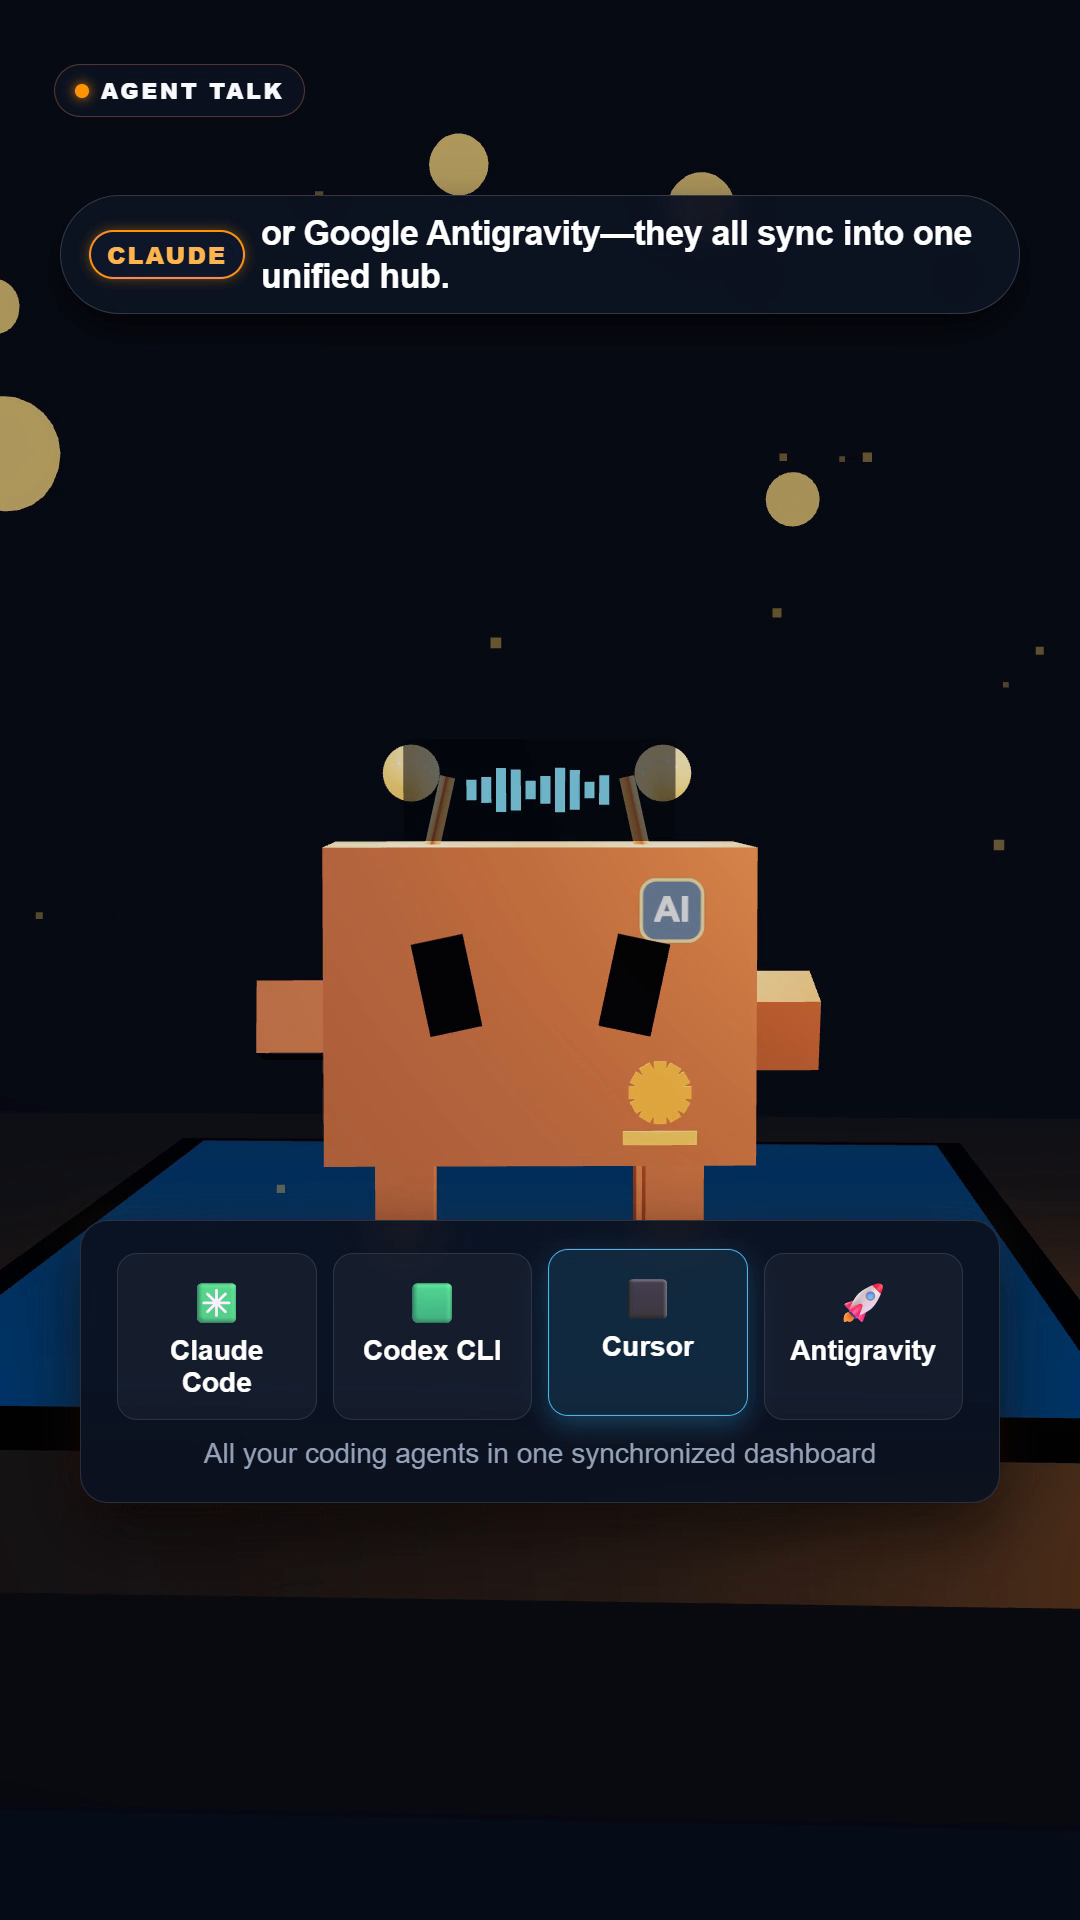 AGENT TALK
CLAUDE
or Google Antigravity—they all sync into one
unified hub.
AI
Claude
Code
Codex CLI
Cursor
Antigravity
All your coding agents in one synchronized dashboard